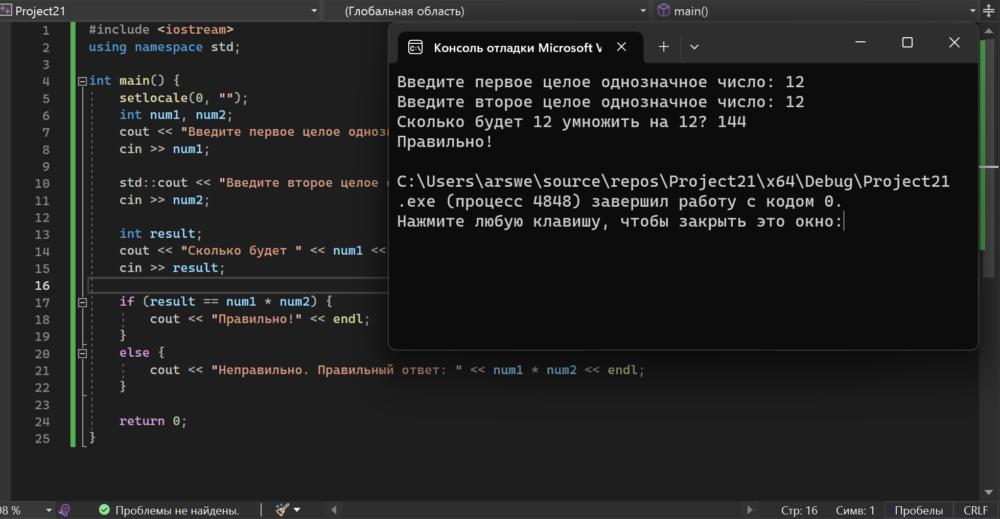 Project21
(Глобальная область)
main()
1 #include <iostream>
2 using namespace std;
3
4 int main() {
5 setlocale(0, "");
6 int num1, num2;
7 cout << "Введите первое целое
8 cin >> num1;
9
10 std::cout << "Введите второе целое
11 cin >> num2;
12
13 int result;
14 cout << "Сколько будет " << num1 <<
15 cin >> result;
16
17 if (result == num1 * num2) {
18 cout << "Правильно!" << endl;
19 }
20 else {
21 cout << "Неправильно. Правильный ответ: " << num1 * num2 << endl;
22 }
23
24 return 0;
25 }
Консоль отладки Microsoft V
Введите первое целое однозначное число: 12
Введите второе целое однозначное число: 12
Сколько будет 12 умножить на 12? 144
Правильно!
C:\Users\arswe\source\repos\Project21\x64\Debug\Project21
.exe (процесс 4848) завершил работу с кодом 0.
Нажмите любую клавишу, чтобы закрыть это окно:
98 %
Проблемы не найдены.
Стр: 16
Симв: 1
Пробелы
CRLF